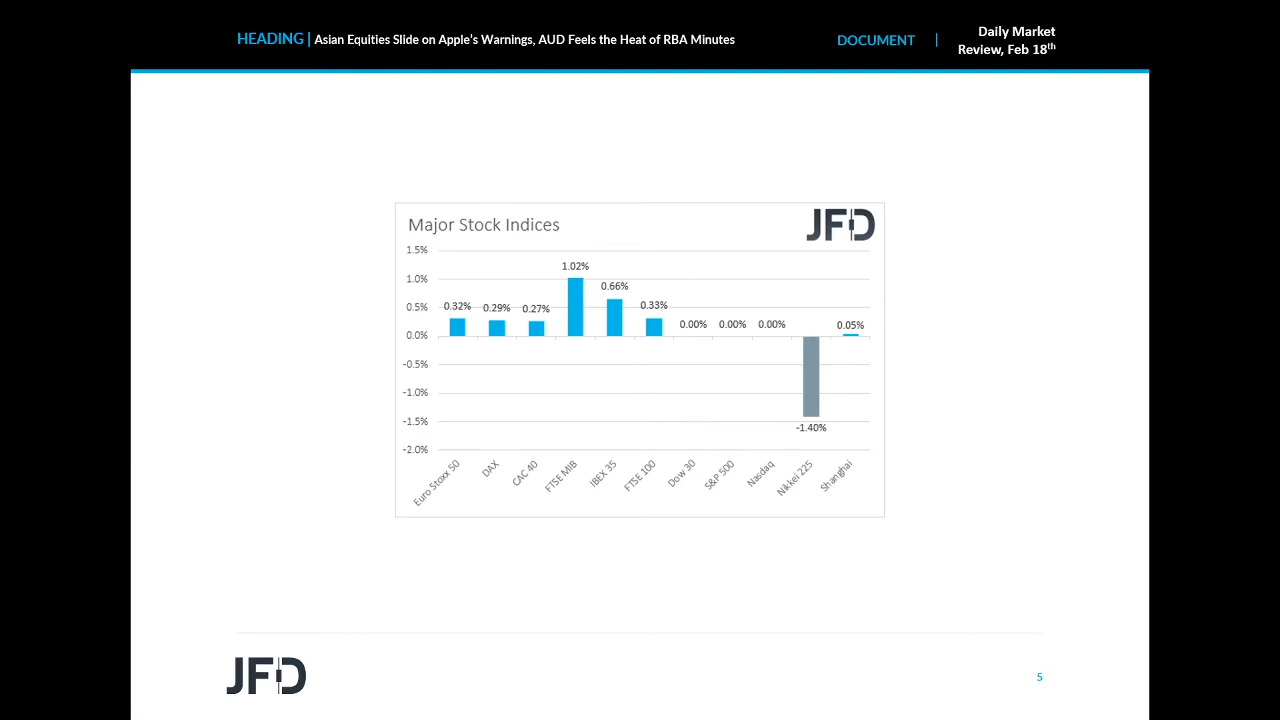 HEADING | Asian Equities Slide on Apple's Warnings, AUD Feels the Heat of RBA Minutes
DOCUMENT |
Daily Market
Review, Feb 18th
Major Stock Indices
JFD
1.5%
1.0%
0.5%
0.0%
-0.5%
-1.0%
-1.5%
-2.0%
0.32%
0.29%
0.27%
1.02%
0.66%
0.33%
0.00%
0.00%
0.00%
-1.40%
0.05%
Euro Stoxx 50
DAX
CAC 40
FTSE MIB
IBEX 35
FTSE 100
Dow 30
S&P 500
Nasdaq
Nikkei 225
Shanghai
JFD
5